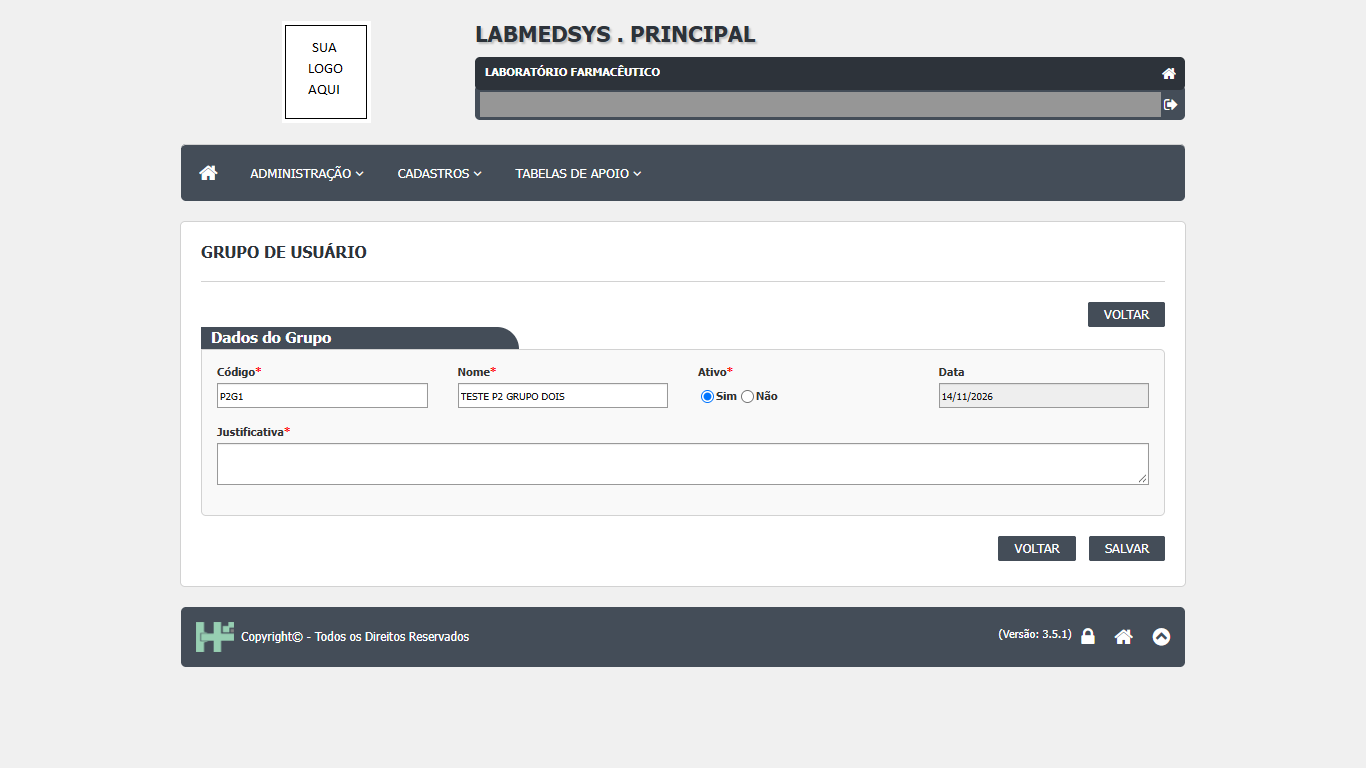 SUA
LOGO
AQUI
LABMEDSYS . PRINCIPAL
LABORATÓRIO FARMACÊUTICO
ADMINISTRAÇÃO CADASTROS TABELAS DE APOIO
GRUPO DE USUÁRIO
VOLTAR
Dados do Grupo
Código* Nome* Ativo* Data
P2G1 TESTE P2 GRUPO DOIS Sim Não 14/11/2026
Justificativa*
VOLTAR SALVAR
Copyright© - Todos os Direitos Reservados (Versão: 3.5.1)